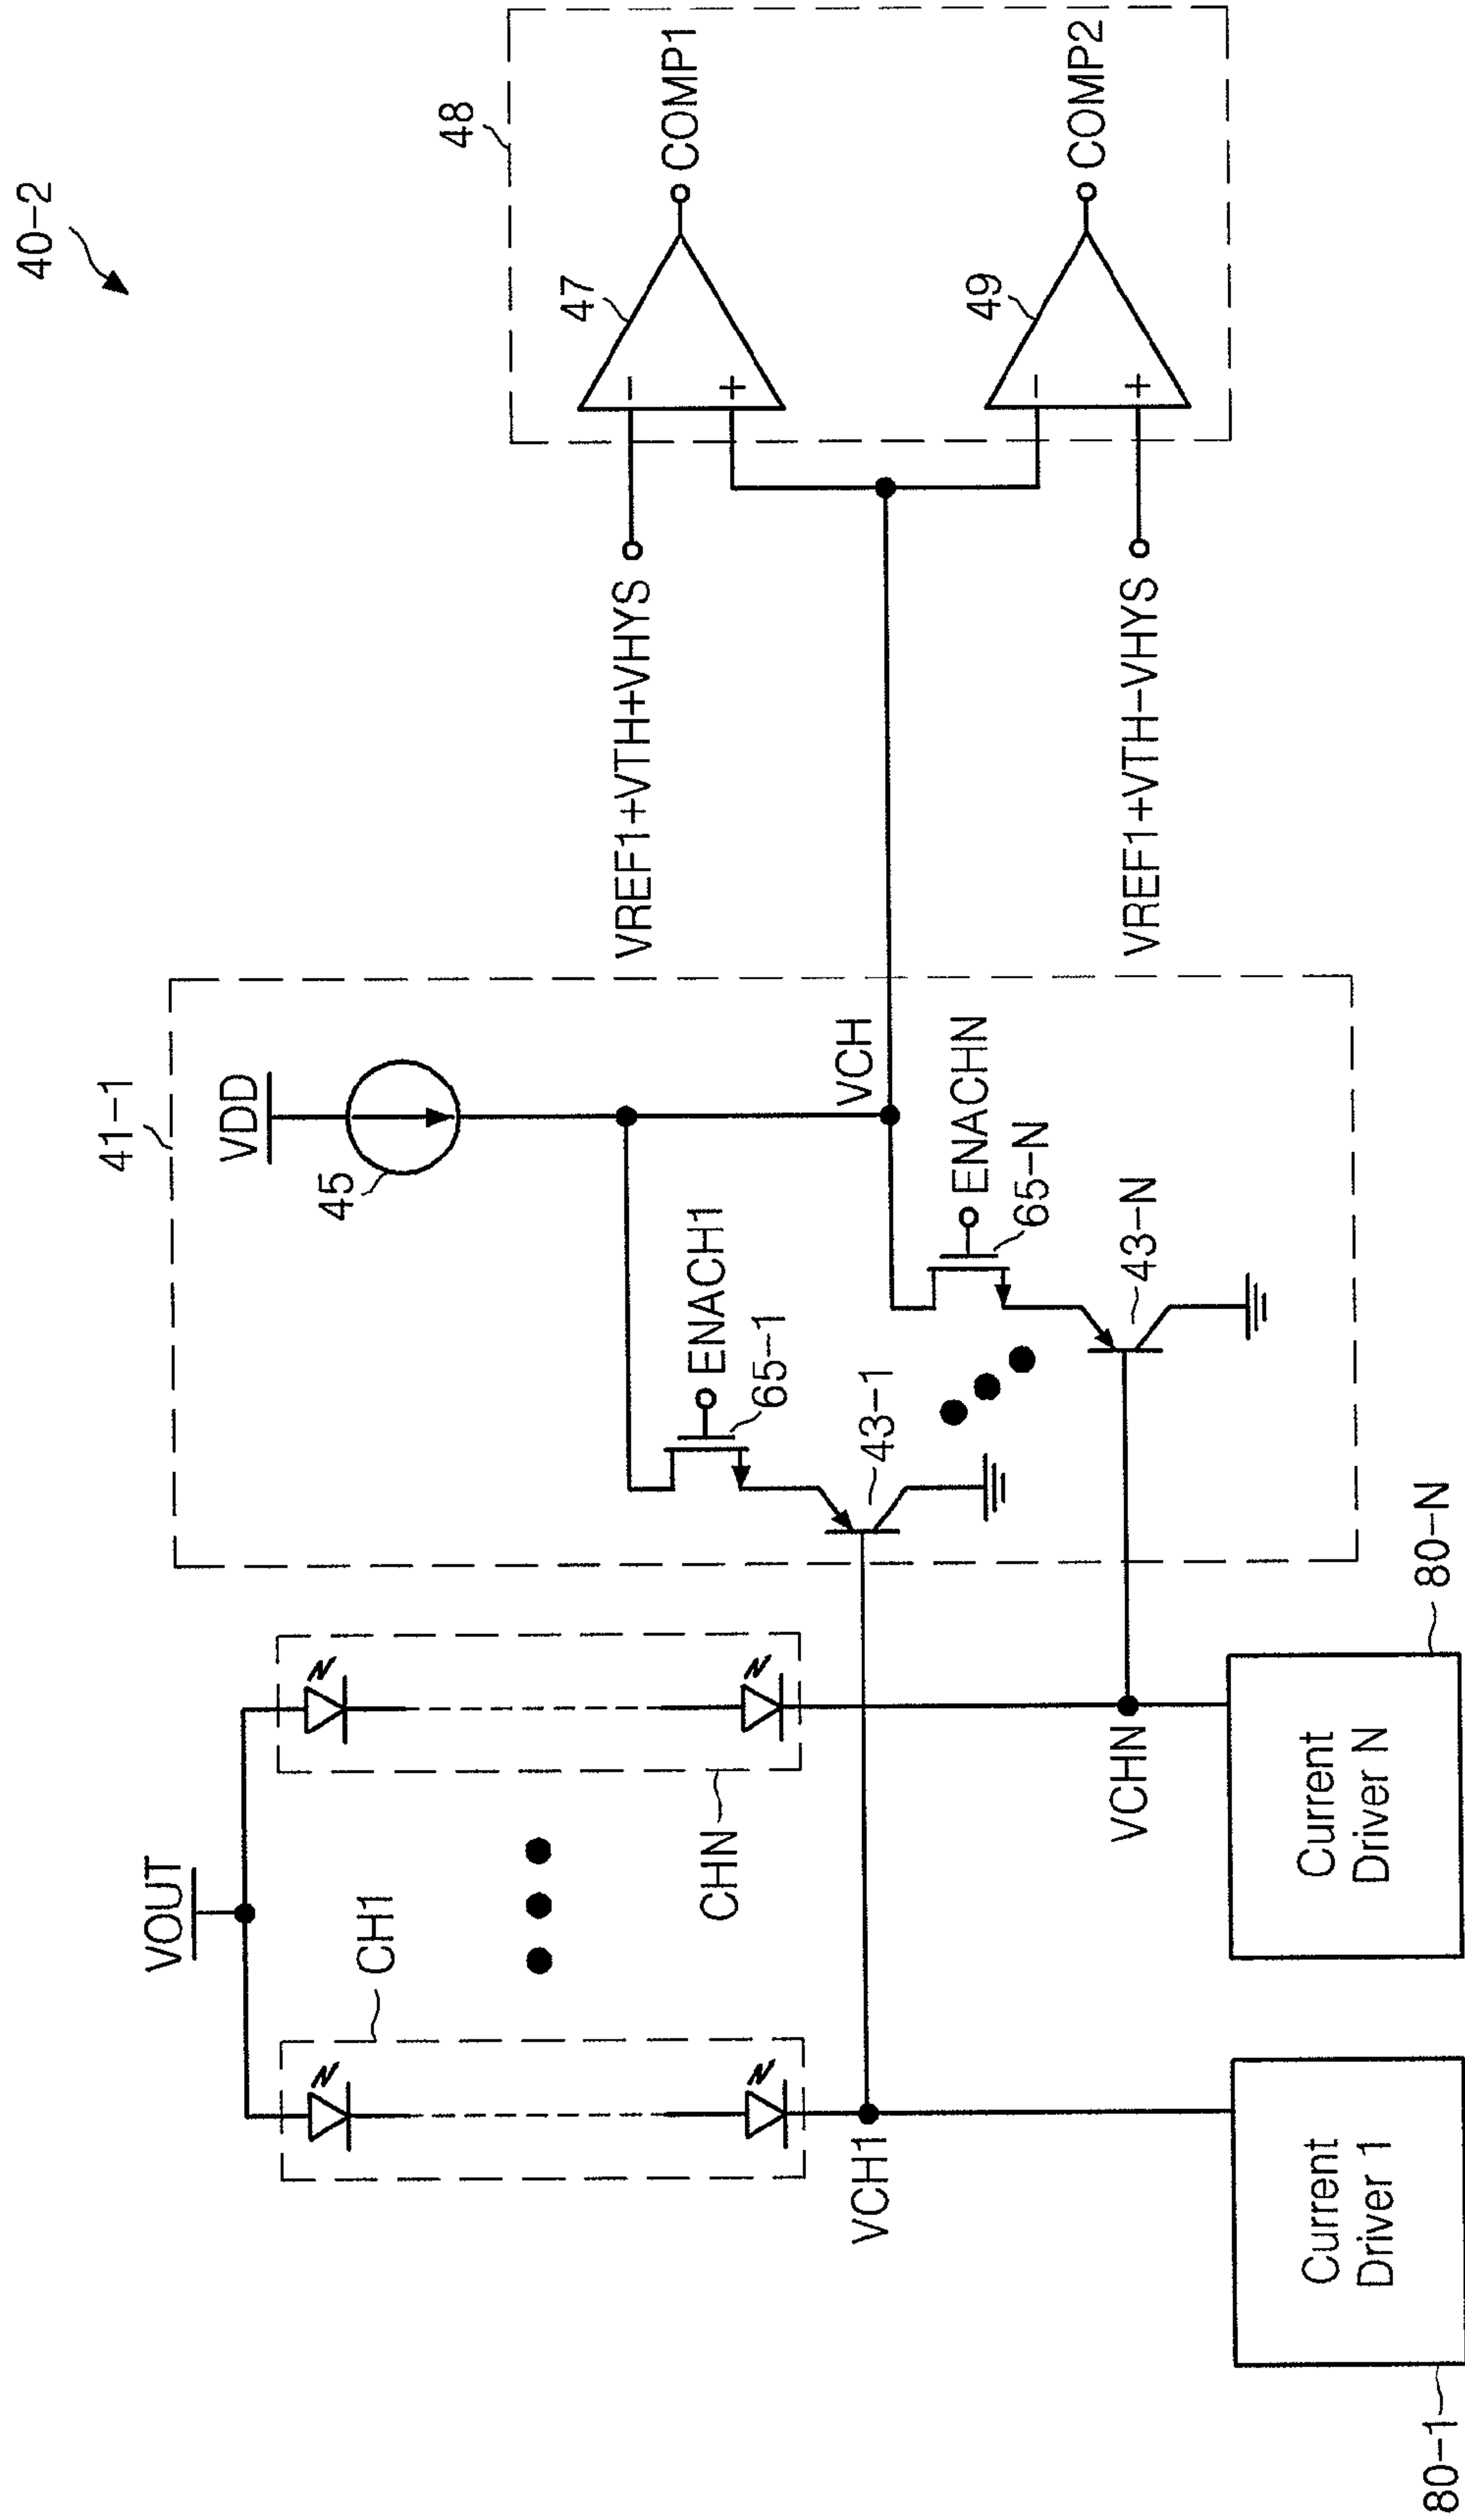 40-2
48
COMP1
47
COMP2
49
VREF1+VTH+VHYS
VREF1+VTH-VHYS
41-1
VDD
45
VCH
ENACH1
65-1
ENACHN
65-N
43-1
43-N
VOUT
CH1
CHN
VCH1
VCHN
Current
Driver 1
80-1
Current
Driver N
80-N